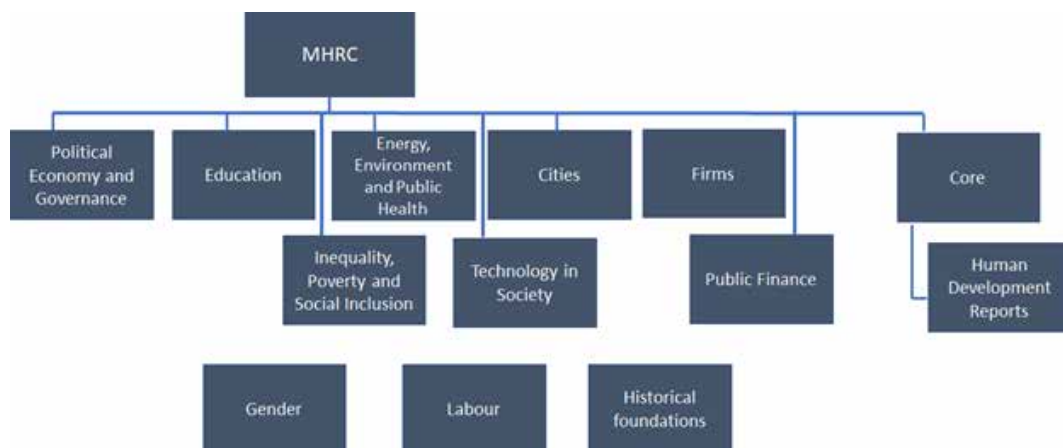 MHRC
Political
Economy and
Governance
Education
Energy,
Environment
and Public
Health
Cities
Firms
Core
Inequality,
Poverty and
Social Inclusion
Technology in
Society
Public Finance
Human
Development
Reports
Gender
Labour
Historical
foundations